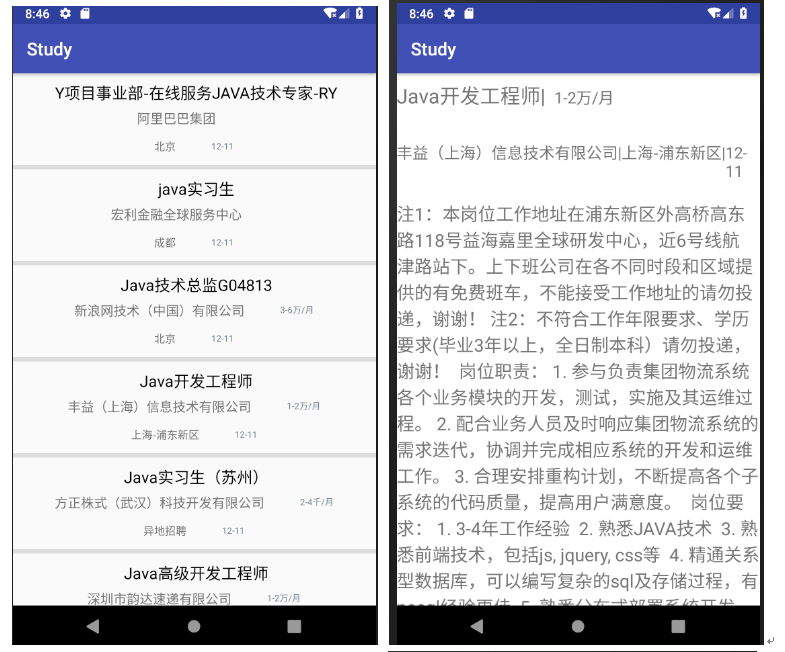 8:46
Study
Y项目事业部-在线服务JAVA技术专家-RY
阿里巴巴集团
北京 12-11
java实习生
宏利金融全球服务中心
成都 12-11
Java技术总监G04813
新浪网技术（中国）有限公司 3-6万/月
北京 12-11
Java开发工程师
丰益（上海）信息技术有限公司 1-2万/月
上海-浦东新区 12-11
Java实习生（苏州）
方正株式（武汉）科技开发有限公司 2-4千/月
异地招聘 12-11
Java高级开发工程师
深圳市韵达速递有限公司 1-2万/月
8:46
Study
Java开发工程师| 1-2万/月
丰益（上海）信息技术有限公司|上海-浦东新区|12-
11
注1：本岗位工作地址在浦东新区外高桥高东
路118号益海嘉里全球研发中心，近6号线航
津路站下。上下班公司在各不同时段和区域提
供的有免费班车，不能接受工作地址的请勿投
递，谢谢！ 注2：不符合工作年限要求、学历
要求(毕业3年以上，全日制本科）请勿投递，
谢谢！ 岗位职责： 1. 参与负责集团物流系统
各个业务模块的开发，测试，实施及其运维过
程。 2. 配合业务人员及时响应集团物流系统的
需求迭代，协调并完成相应系统的开发和运维
工作。 3. 合理安排重构计划，不断提高各个子
系统的代码质量，提高用户满意度。 岗位要
求： 1. 3-4年工作经验 2. 熟悉JAVA技术 3. 熟
悉前端技术，包括js, jquery, css等 4. 精通关系
型数据库，可以编写复杂的sql及存储过程，有
nosql经验更佳 5. 熟悉分布式部署系统开发